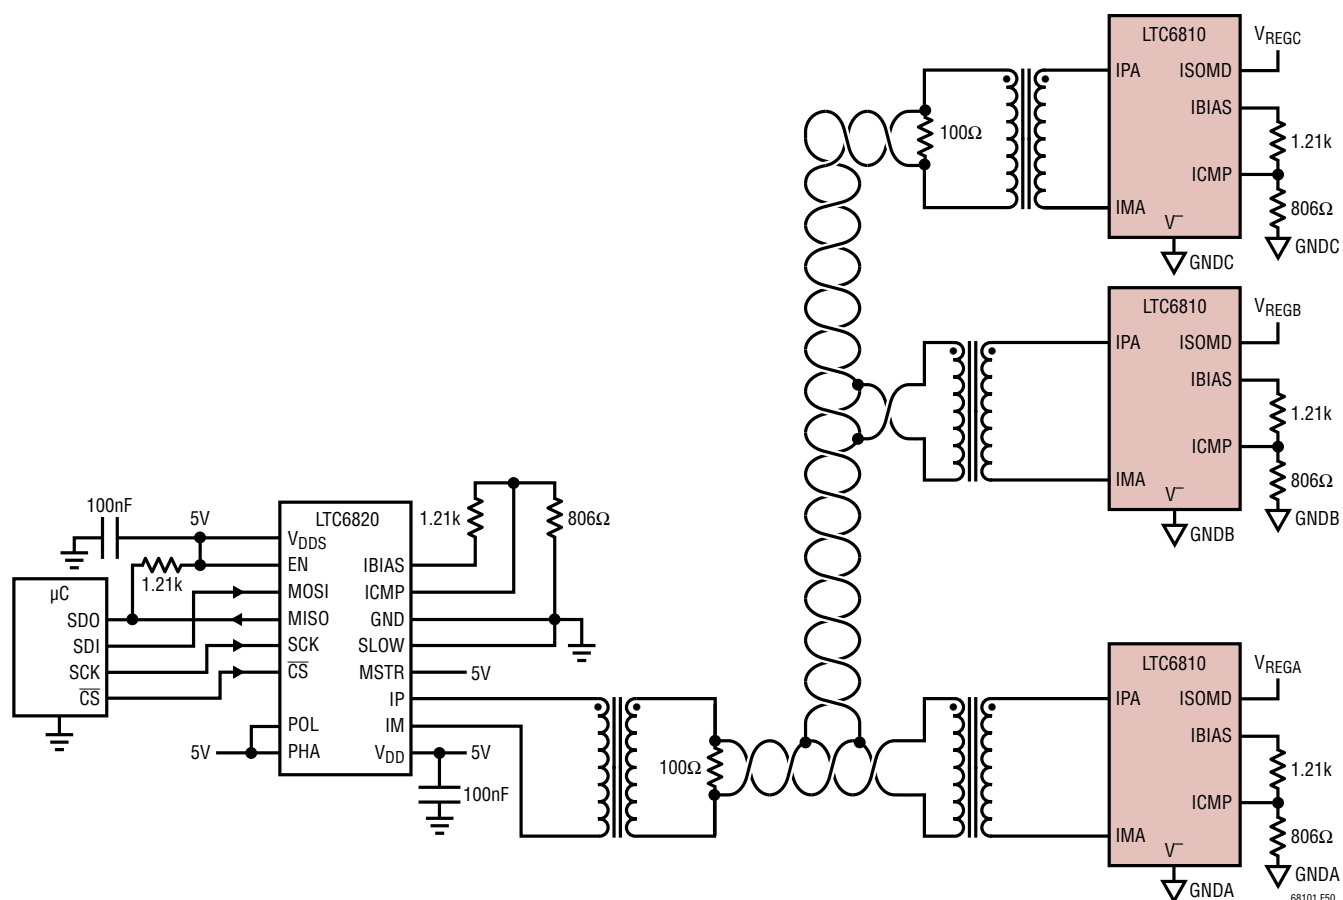 LTC6810
V_REGC
IPA
ISOMD
IBIAS
100Ω
1.21k
ICMP
IMA
806Ω
V–
GNDC
GNDC
LTC6810
V_REGB
IPA
ISOMD
IBIAS
1.21k
ICMP
IMA
806Ω
V–
GNDB
GNDB
100nF
5V
LTC6820
1.21k
806Ω
V_DDS
EN
IBIAS
1.21k
µC
MOSI
ICMP
SDO
MISO
GND
SDI
SCK
SLOW
SCK
CS
MSTR
5V
CS
IP
POL
IM
5V
PHA
V_DD
5V
100nF
100Ω
LTC6810
V_REGA
IPA
ISOMD
IBIAS
1.21k
ICMP
IMA
806Ω
V–
GNDA
GNDA
68101 F50